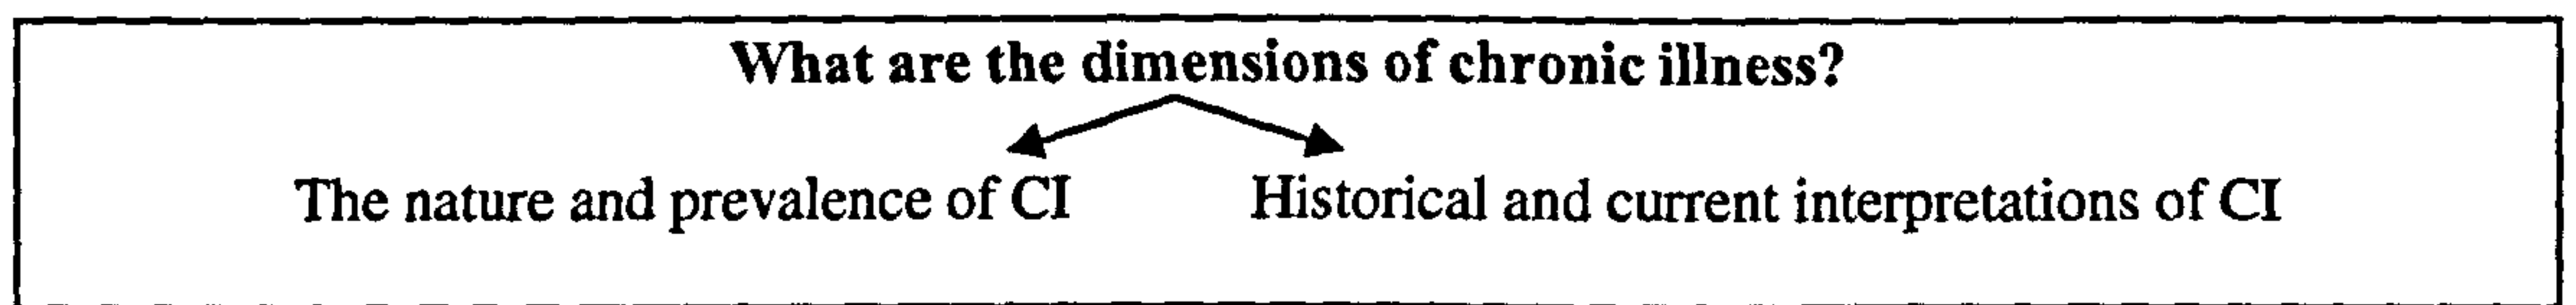 What are the dimensions of chronic illness?
The nature and prevalence of CI Historical and current interpretations of CI